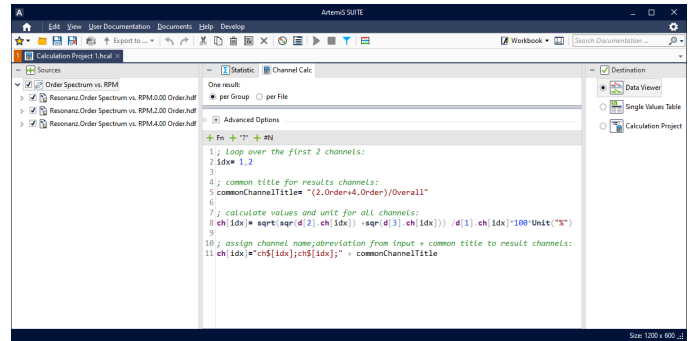 A
ArtemiS SUITE
Edit View User Documentation Documents Help Develop
Export to ...
Workbook
Search Documentation ...
1 Calculation Project 1.hcal
Sources
Order Spectrum vs. RPM
Resonanz.Order Spectrum vs. RPM.0.00 Order.hdf
Resonanz.Order Spectrum vs. RPM.2.00 Order.hdf
Resonanz.Order Spectrum vs. RPM.4.00 Order.hdf
Statistic
Channel Calc
One result:
per Group
per File
Advanced Options
+ Fn + "?" + #N
1 ; Loop over the first 2 channels:
2 idx= 1,2
3
4 ; common title for results channels:
5 commonChannelTitle= "(2.Order+4.Order)/Overall"
6
7 ; calculate values and unit for all channels:
8 ch[idx]= sqrt(sqr(d[2].ch[idx]) +sqr(d[3].ch[idx])) /d[1].ch[idx]*100*Unit("%")
9
10 ; assign channel name;abreviation from input + common title to result channels:
11 ch[idx]="ch$[idx];ch$[idx];" + commonChannelTitle
Destination
Data Viewer
Single Values Table
Calculation Project
Size: 1200 x 600